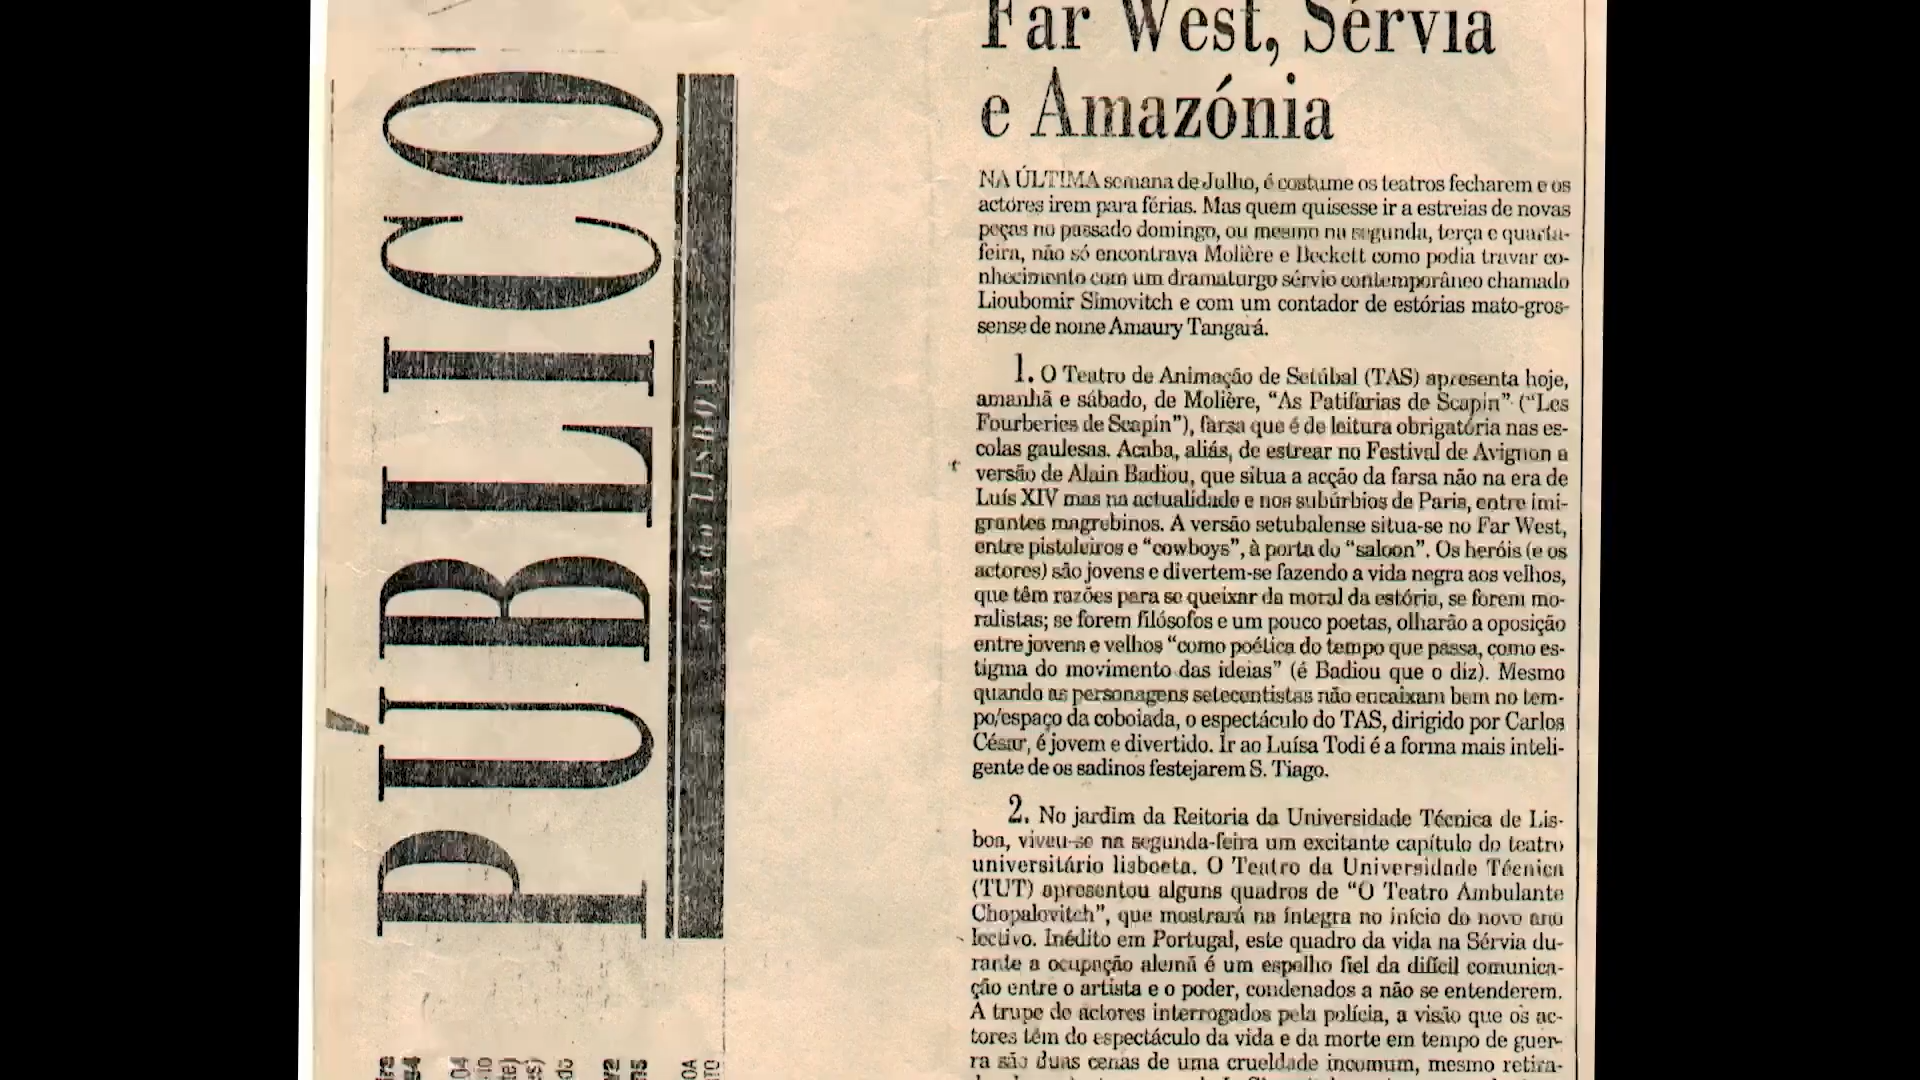 PÚBLICO
edição LISBOA
Far West, Sérvia
e Amazónia
NA ÚLTIMA semana de Julho, é costume os teatros fecharem e os
actores irem para férias. Mas quem quisesse ir a estreias de novas
peças no passado domingo, ou mesmo na segunda, terça e quarta-
feira, não só encontrava Molière e Beckett como podia travar co-
nhecimento com um dramaturgo sérvio contemporâneo chamado
Lioubomir Simovitch e com um contador de estórias mato-gros-
sense de nome Amaury Tangará.
1. O Teatro de Animação de Setúbal (TAS) apresenta hoje,
amanhã e sábado, de Molière, "As Patifarias de Scapin" ("Les
Fourberies de Scapin"), farsa que é de leitura obrigatória nas es-
colas gaulesas. Acaba, aliás, de estrear no Festival de Avignon a
versão de Alain Badiou, que situa a acção da farsa não na era de
Luís XIV mas na actualidade e nos subúrbios de Paris, entre imi-
grantes magrebinos. A versão setubalense situa-se no Far West,
entre pistoleiros e "cowboys", à porta do "saloon". Os heróis (e os
actores) são jovens e divertem-se fazendo a vida negra aos velhos,
que têm razões para se queixar da moral da estória, se forem mo-
ralistas; se forem filósofos e um pouco poetas, olharão a oposição
entre jovens e velhos "como poética do tempo que passa, como es-
tigma do movimento das ideias" (é Badiou que o diz). Mesmo
quando as personagens setecentistas não encaixam bem no tem-
po/espaço da coboiada, o espectáculo do TAS, dirigido por Carlos
César, é jovem e divertido. Ir ao Luísa Todi é a forma mais inteli-
gente de os sadinos festejarem S. Tiago.
2. No jardim da Reitoria da Universidade Técnica de Lis-
boa, viveu-se na segunda-feira um excitante capítulo do teatro
universitário lisboeta. O Teatro da Universidade Técnica
(TUT) apresentou alguns quadros de "O Teatro Ambulante
Chopalovitch", que mostrará na íntegra no início do novo ano
lectivo. Inédito em Portugal, este quadro da vida na Sérvia du-
rante a ocupação alemã é um espelho fiel da difícil comunica-
ção entre o artista e o poder, condenados a não se entenderem.
A trupe de actores interrogados pela polícia, a visão que os ac-
tores têm do espectáculo da vida e da morte em tempo de guer-
ra são duas cenas de uma crueldade incomum, mesmo retira-